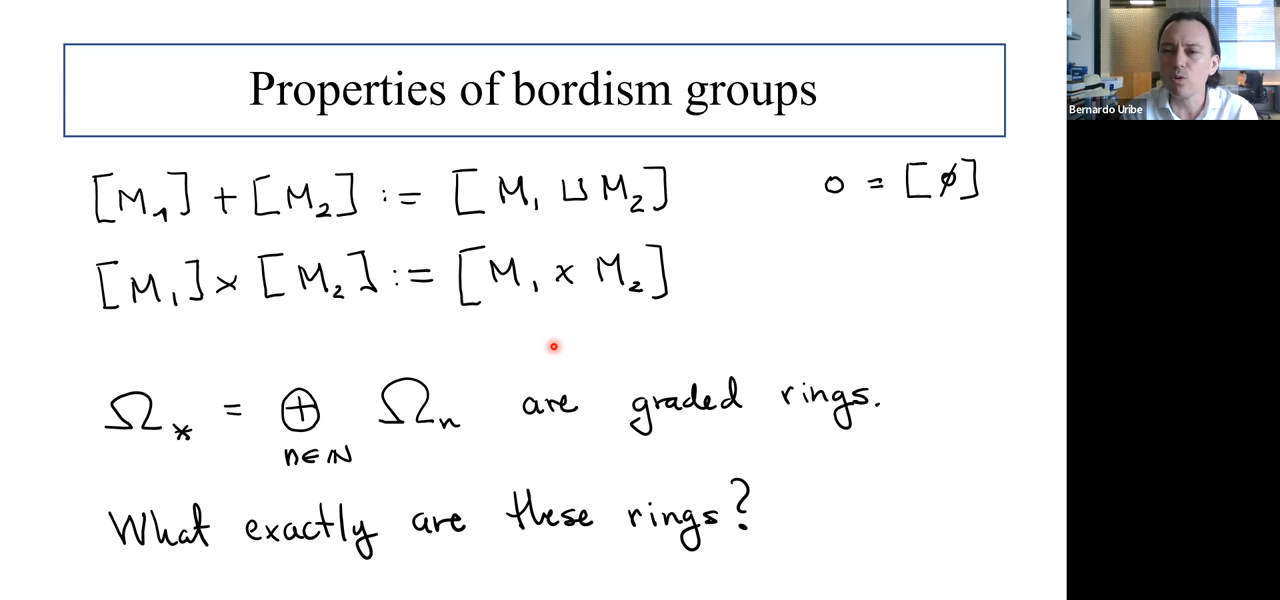 Properties of bordism groups
[M₁] + [M₂] := [M₁ ⊔ M₂]
0 = [∅]
[M₁] × [M₂] := [M₁ × M₂]
Ω_* = ⊕_{n∈ℕ} Ω_n are graded rings.
What exactly are these rings?
Bernardo Uribe